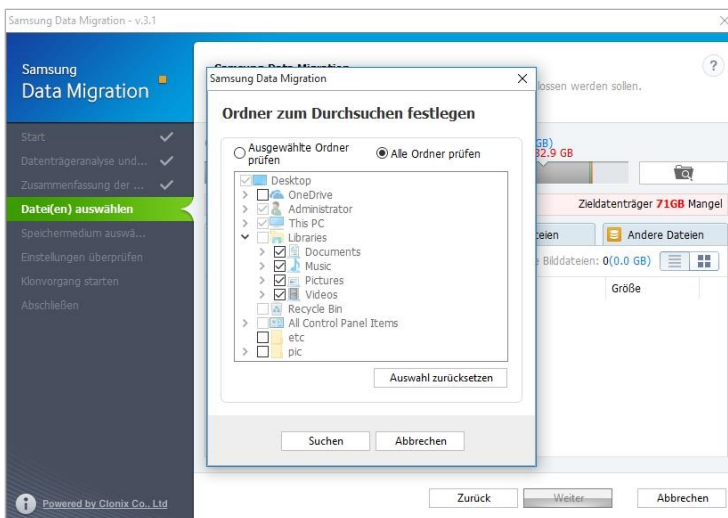 Samsung Data Migration - v.3.1
Samsung
Data Migration
Start
Datenträgeranalyse und...
Zusammenfassung der ...
Datei(en) auswählen
Speichermedium auswä...
Einstellungen überprüfen
Klonvorgang starten
Abschließen
Powered by Clonix Co., Ltd
lossen werden sollen.
?
GB)
32.9 GB
Zieldatenträger 71GB Mangel
Andere Dateien
Bilddateien: 0(0.0 GB)
Größe
Samsung Data Migration
Ordner zum Durchsuchen festlegen
Ausgewählte Ordner prüfen
Alle Ordner prüfen
Desktop
OneDrive
Administrator
This PC
Libraries
Documents
Music
Pictures
Videos
Recycle Bin
All Control Panel Items
etc
pic
Auswahl zurücksetzen
Suchen
Abbrechen
Zurück
Weiter
Abbrechen